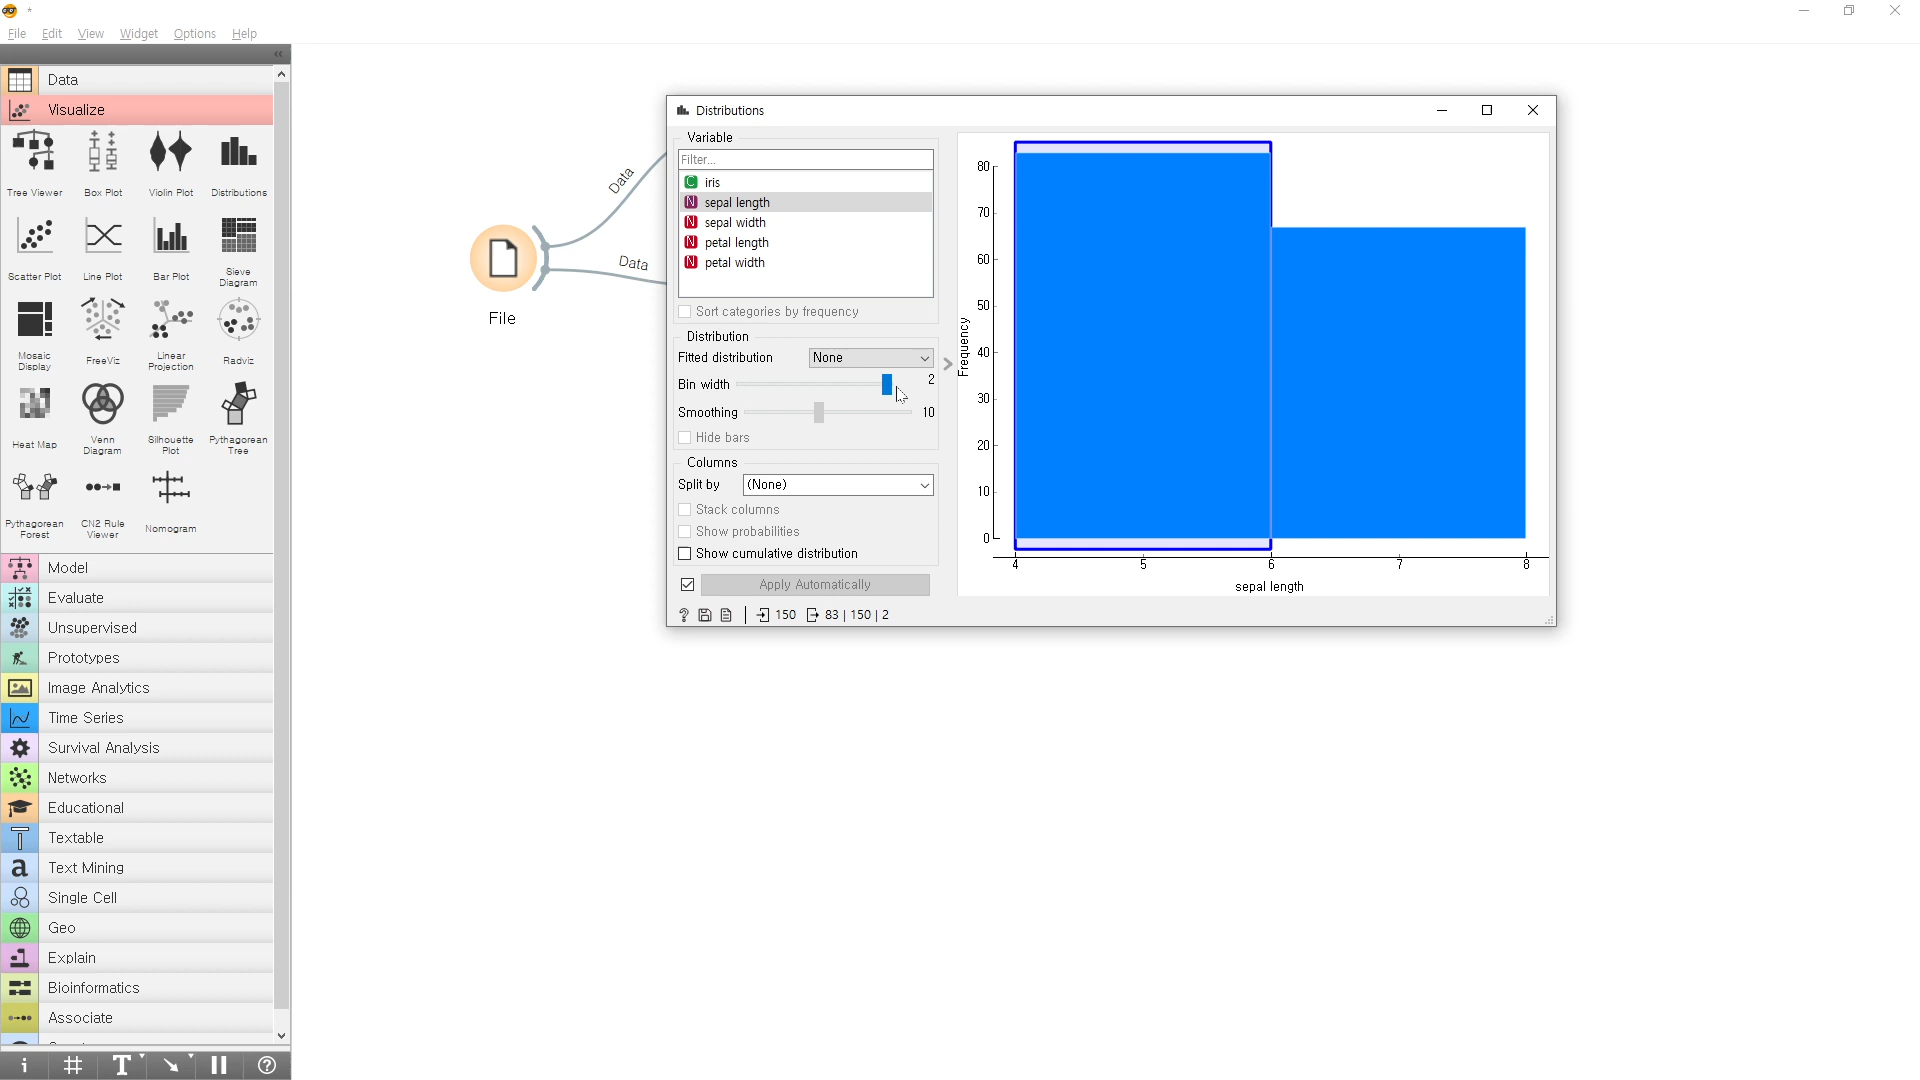 *
File Edit View Widget Options Help
Data
Visualize
Tree Viewer Box Plot Violin Plot Distributions
Scatter Plot Line Plot Bar Plot Sieve
Diagram
Mosaic
Display FreeViz Linear
Projection Radviz
Heat Map Venn
Diagram Silhouette
Plot Pythagorean
Tree
Pythagorean
Forest CN2 Rule
Viewer Nomogram
Model
Evaluate
Unsupervised
Prototypes
Image Analytics
Time Series
Survival Analysis
Networks
Educational
Textable
Text Mining
Single Cell
Geo
Explain
Bioinformatics
Associate
File
Data
Data
Distributions
Variable
Filter...
C iris
N sepal length
N sepal width
N petal length
N petal width
Sort categories by frequency
Distribution
Fitted distribution None
Bin width 2
Smoothing 10
Hide bars
Columns
Split by (None)
Stack columns
Show probabilities
Show cumulative distribution
Apply Automatically
? 150 83 | 150 | 2
80
70
60
50
40
30
20
10
0
Frequency
4 5 6 7 8
sepal length